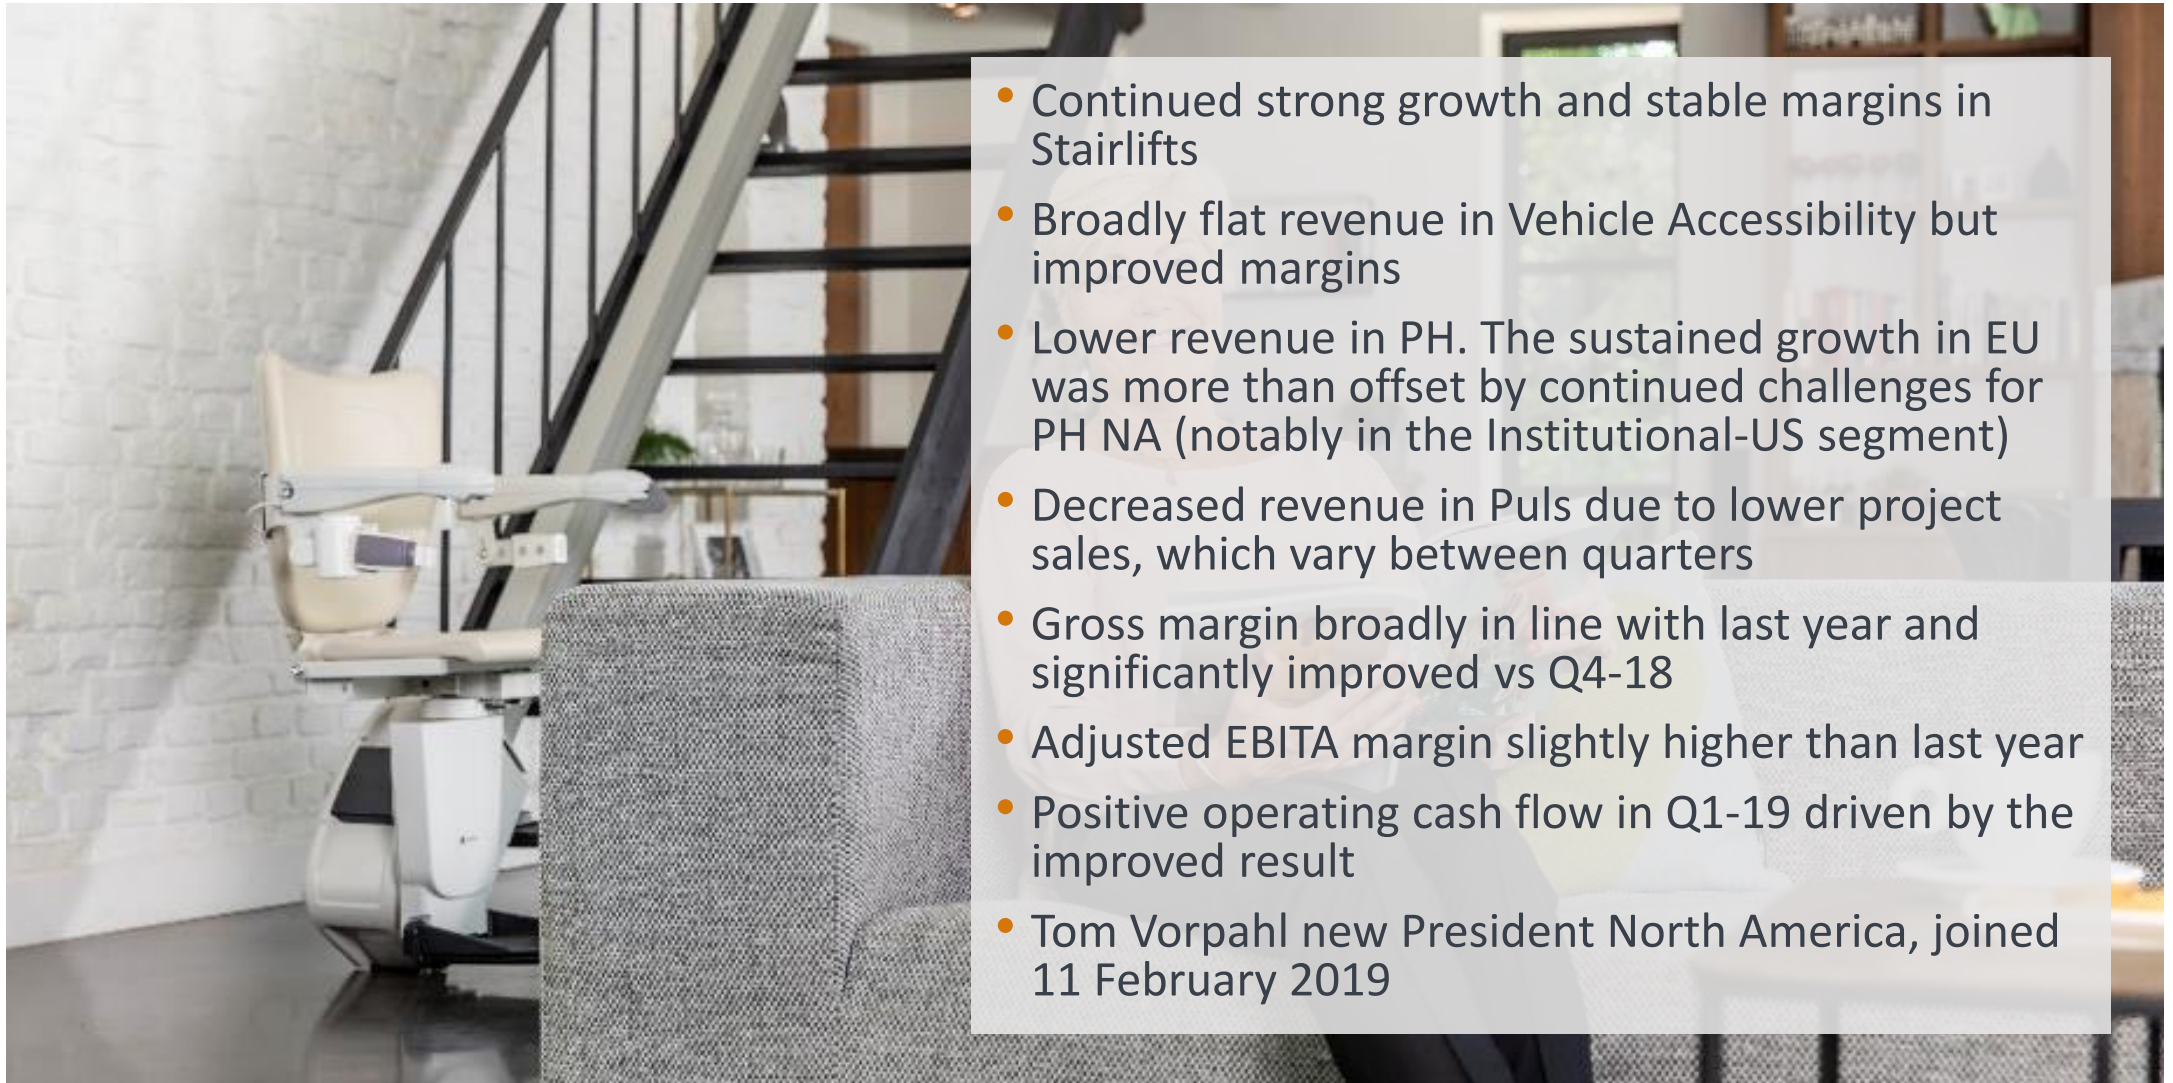 • Continued strong growth and stable margins in
Stairlifts
• Broadly flat revenue in Vehicle Accessibility but
improved margins
• Lower revenue in PH. The sustained growth in EU
was more than offset by continued challenges for
PH NA (notably in the Institutional-US segment)
• Decreased revenue in Puls due to lower project
sales, which vary between quarters
• Gross margin broadly in line with last year and
significantly improved vs Q4-18
• Adjusted EBITA margin slightly higher than last year
• Positive operating cash flow in Q1-19 driven by the
improved result
• Tom Vorpahl new President North America, joined
11 February 2019